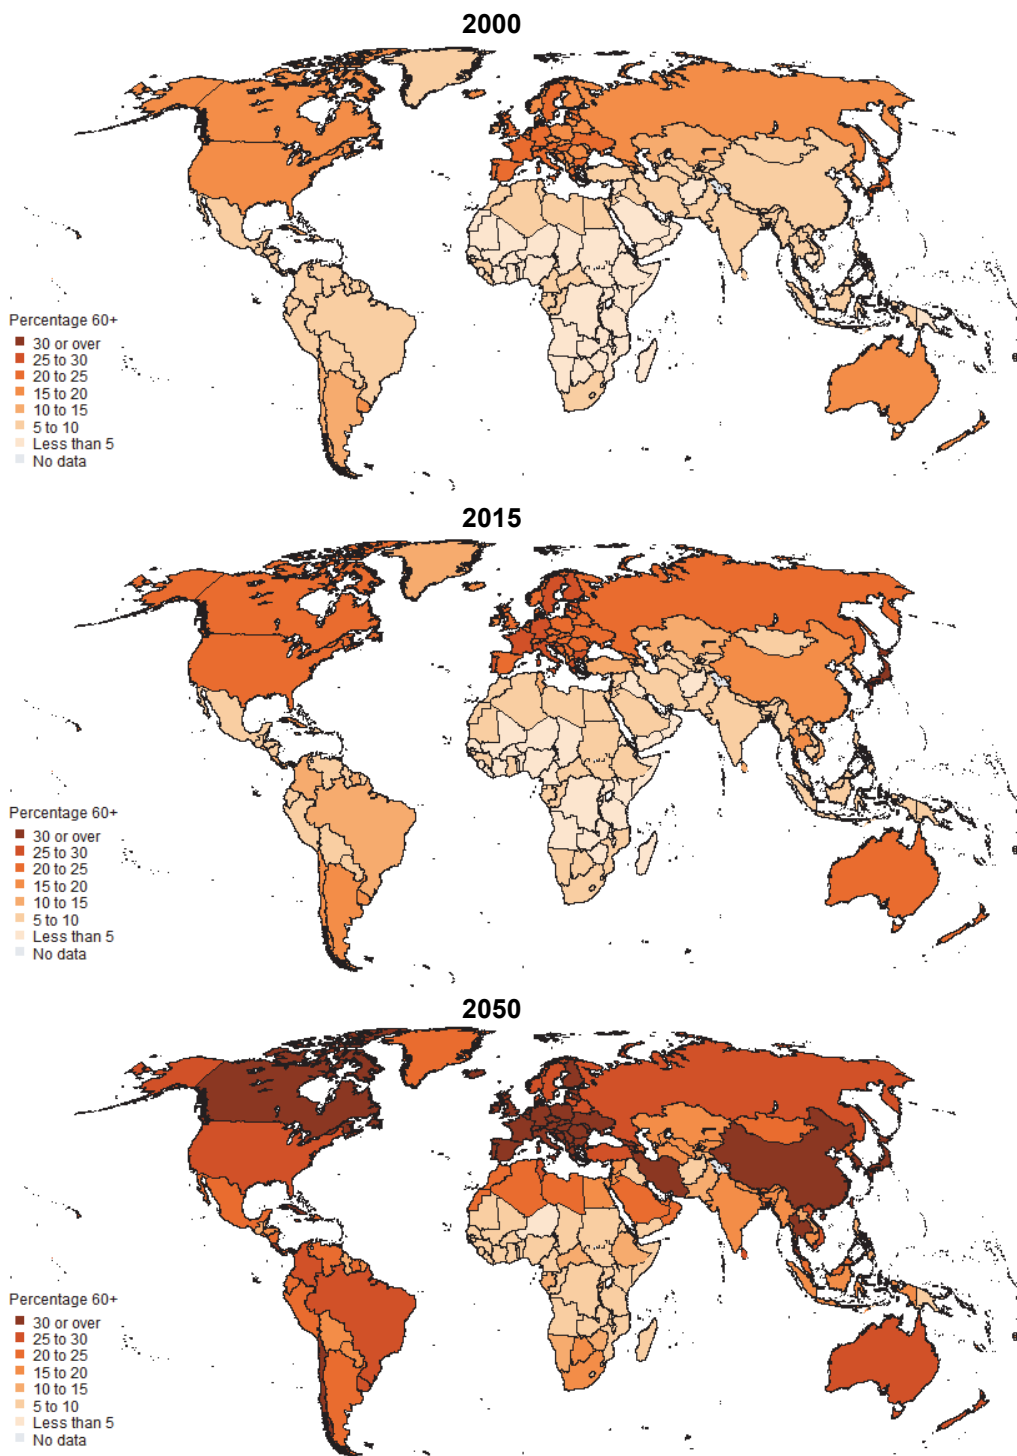 2000
Percentage 60+
30 or over
25 to 30
20 to 25
15 to 20
10 to 15
5 to 10
Less than 5
No data
2015
Percentage 60+
30 or over
25 to 30
20 to 25
15 to 20
10 to 15
5 to 10
Less than 5
No data
2050
Percentage 60+
30 or over
25 to 30
20 to 25
15 to 20
10 to 15
5 to 10
Less than 5
No data